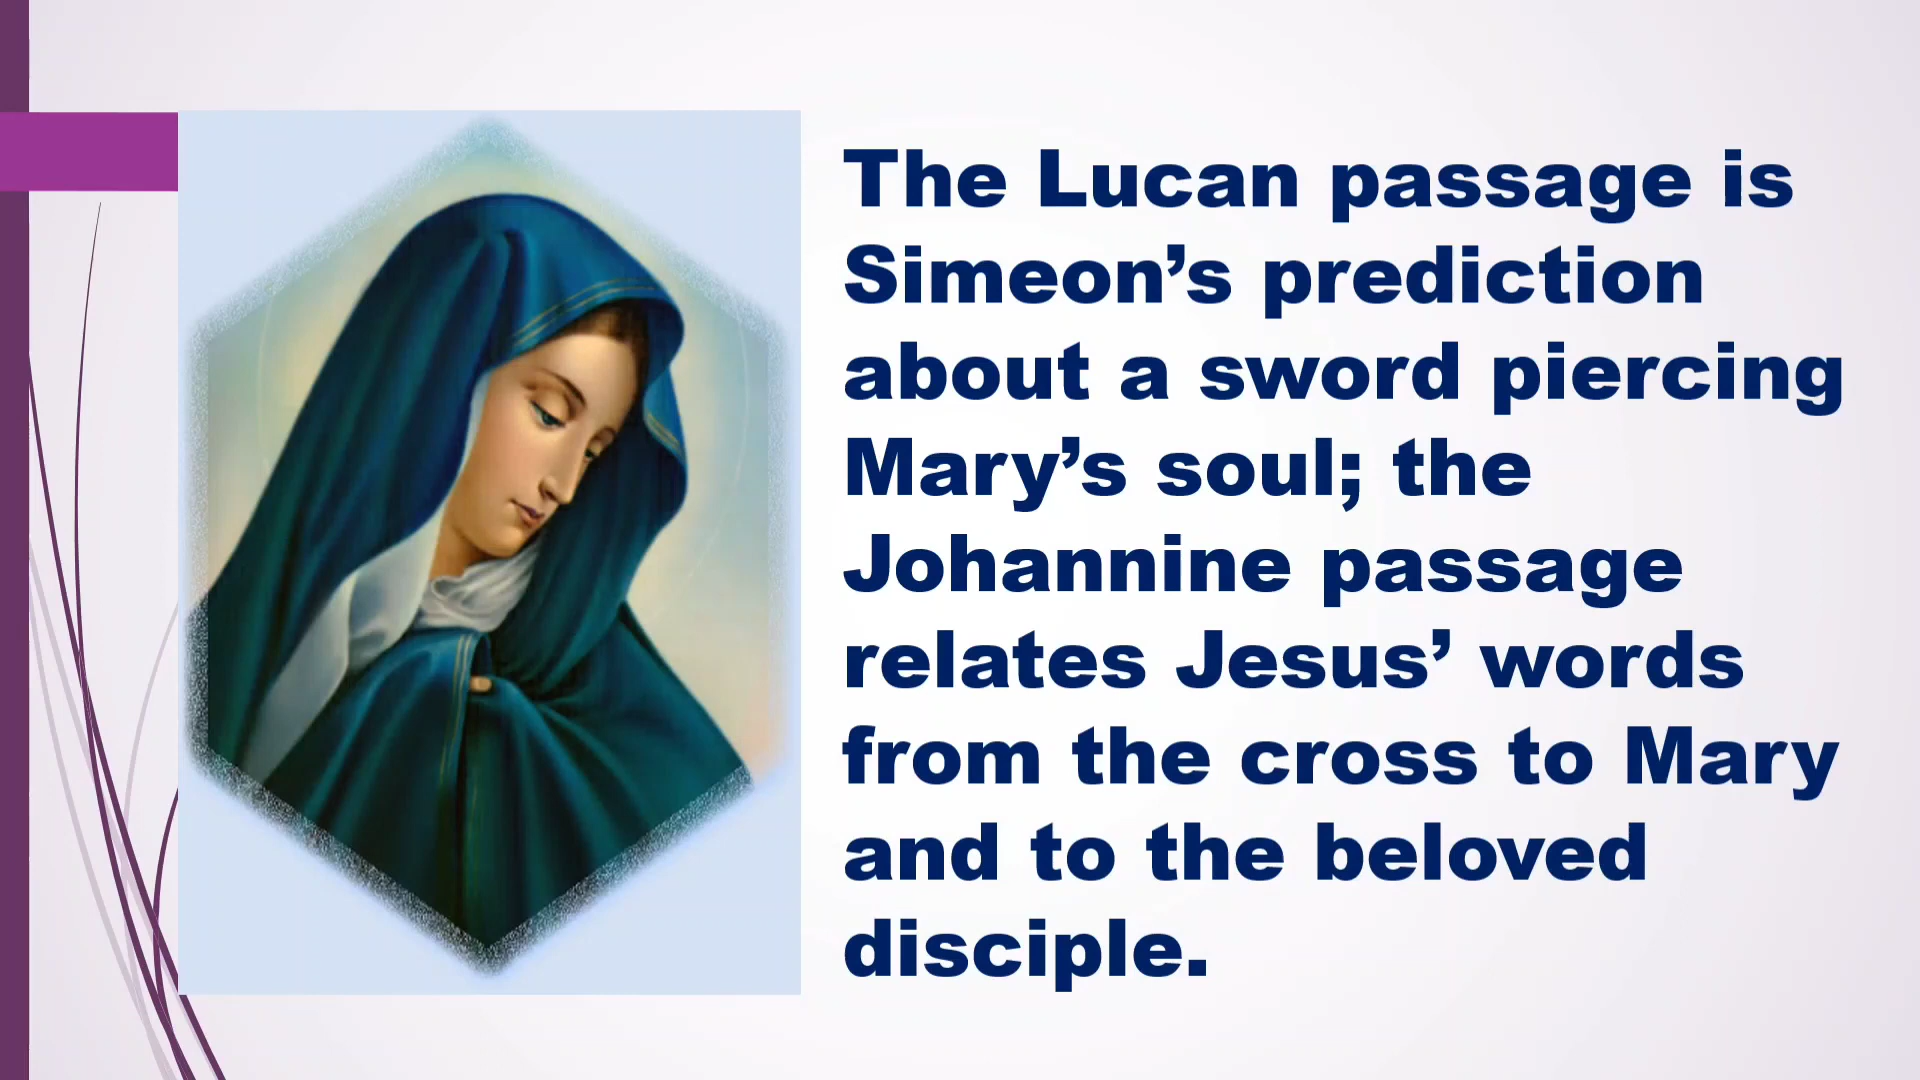 The Lucan passage is
Simeon’s prediction
about a sword piercing
Mary’s soul; the
Johannine passage
relates Jesus’ words
from the cross to Mary
and to the beloved
disciple.